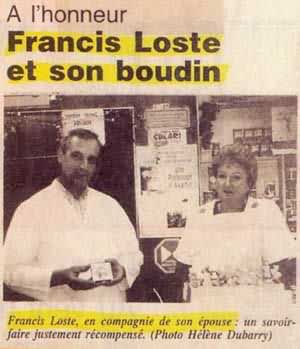 A l'honneur
Francis Loste
et son boudin
Francis Loste, en compagnie de son épouse : un savoir-
faire justement récompensé. (Photo Hélène Dubarry)